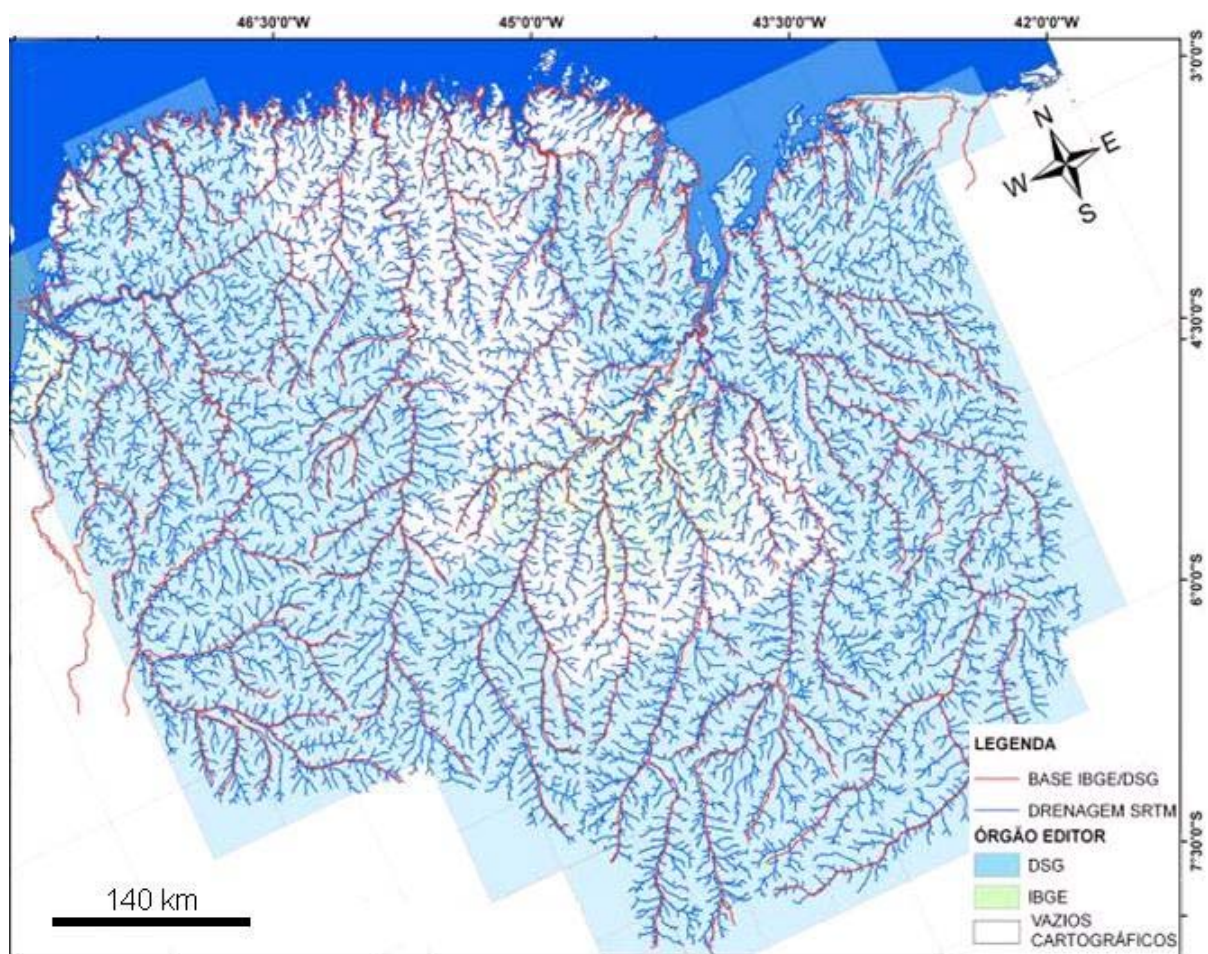 46°30'0"W 45°0'0"W 43°30'0"W 42°0'0"W
3°0'0"S
N
E
W
S
4°30'0"S
6°0'0"S
7°30'0"S
LEGENDA
BASE IBGE/DSG
DRENAGEM SRTM
ÓRGÃO EDITOR
DSG
IBGE
VAZIOS
CARTOGRÁFICOS
140 km